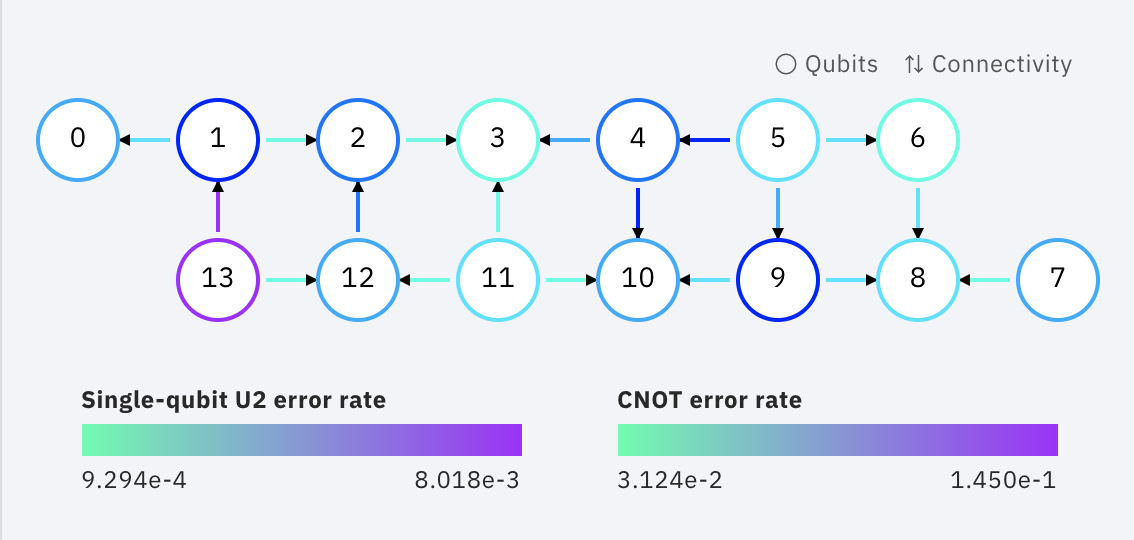 Qubits Connectivity
0 1 2 3 4 5 6
13 12 11 10 9 8 7
Single-qubit U2 error rate CNOT error rate
9.294e-4 8.018e-3 3.124e-2 1.450e-1